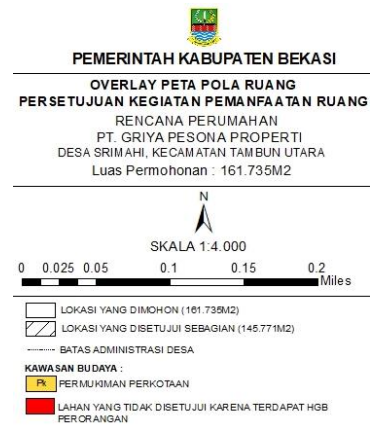 PEMERINTAH KABUPATEN BEKASI
OVERLAY PETA POLA RUANG
PERSETUJUAN KEGIATAN PEMANFAATAN RUANG
RENCANA PERUMAHAN
PT. GRIYA PESONA PROPERTI
DESA SRIMAHI, KECAMATAN TAMBUN UTARA
Luas Permohonan : 161.735M2
N
SKALA 1:4.000
0 0.025 0.05 0.1 0.15 0.2
Miles
LOKASI YANG DIMOHON (161.735M2)
LOKASI YANG DISETUJUI SEBAGIAN (145.771M2)
BATAS ADMINISTRASI DESA
KAWASAN BUDAYA :
Pk PERMUKIMAN PERKOTAAN
LAHAN YANG TIDAK DISETUJUI KARENA TERDAPAT HGB
PERORANGAN